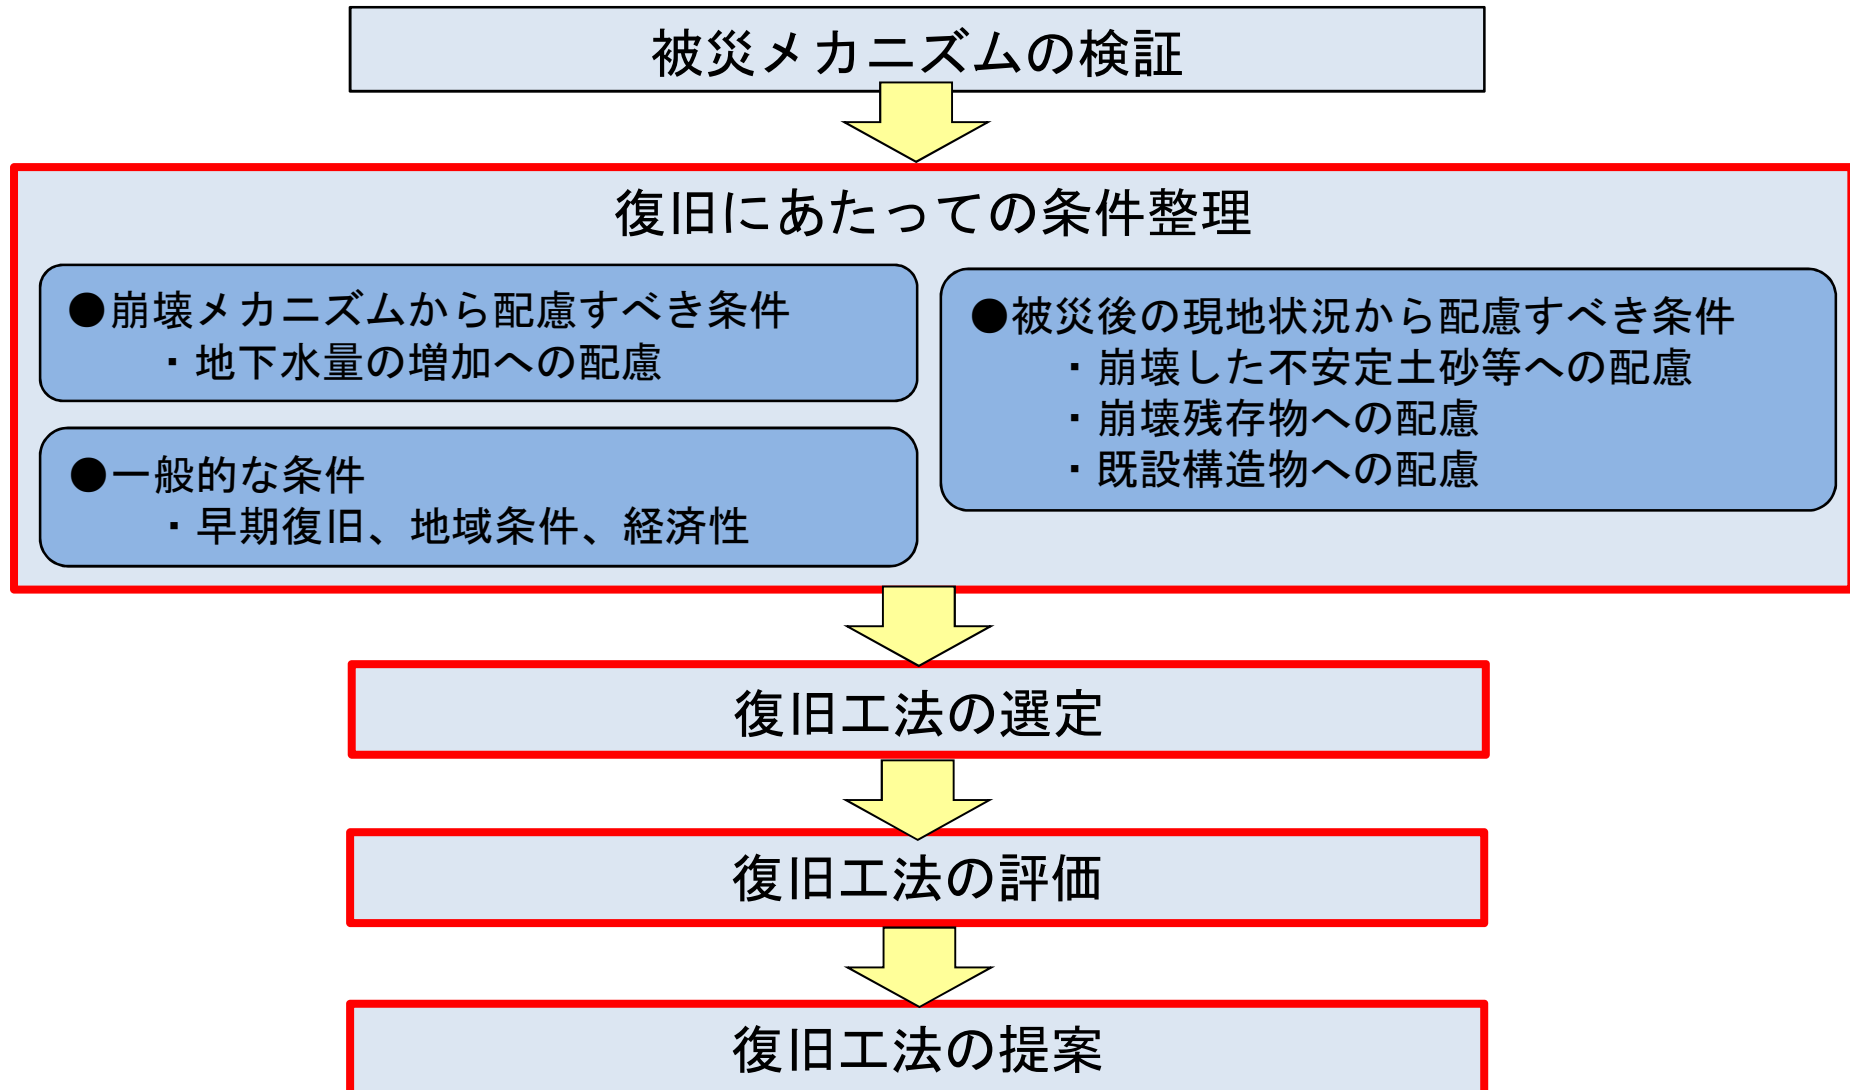 被災メカニズムの検証
復旧にあたっての条件整理
●崩壊メカニズムから配慮すべき条件
・地下水量の増加への配慮
●一般的な条件
・早期復旧、地域条件、経済性
●被災後の現地状況から配慮すべき条件
・崩壊した不安定土砂等への配慮
・崩壊残存物への配慮
・既設構造物への配慮
復旧工法の選定
復旧工法の評価
復旧工法の提案